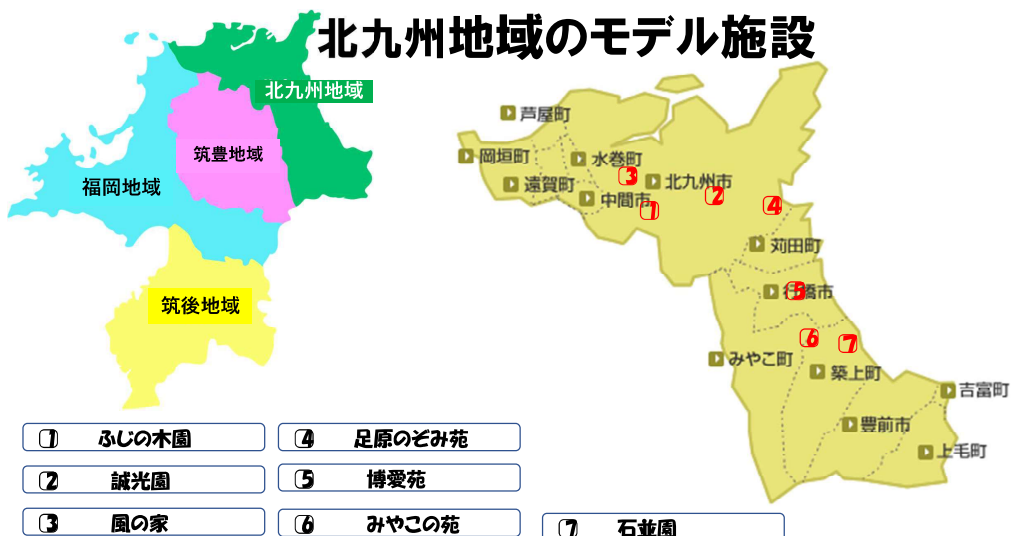 北九州地域のモデル施設
北九州地域
筑豊地域
福岡地域
筑後地域
芦屋町
岡垣町
水巻町
遠賀町
北九州市
中間市
苅田町
行橋市
みやこ町
築上町
吉富町
豊前市
上毛町
3
2
1
4
5
6
7
1 ふじの木園
2 誠光園
3 風の家
4 足原のぞみ苑
5 博愛苑
6 みやこの苑
7 石並園